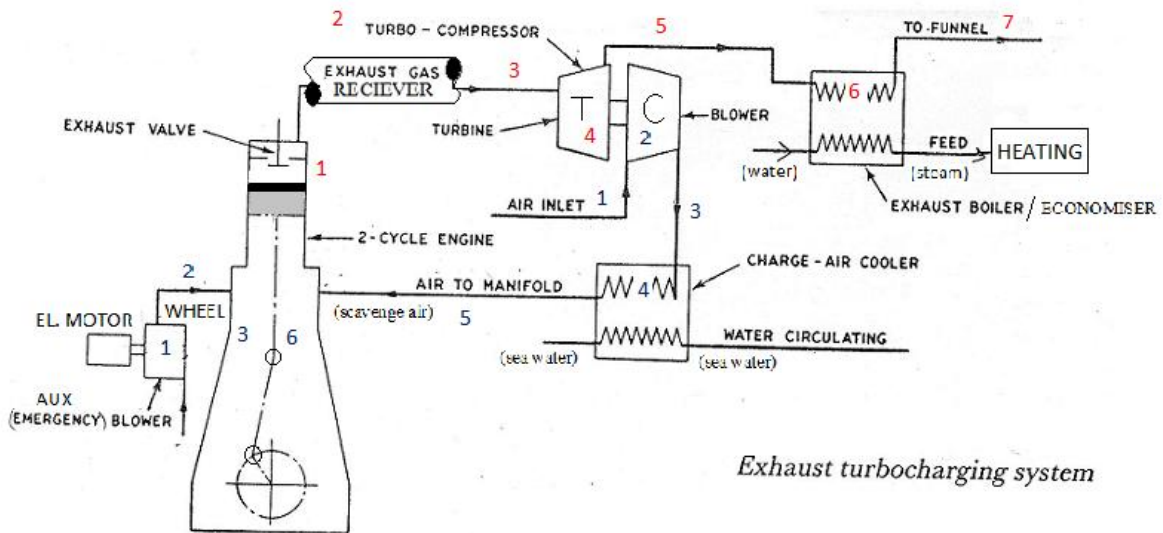 2
TURBO - COMPRESSOR
5
TO-FUNNEL 7
EXHAUST GAS
RECIEVER
3
T
C
6
EXHAUST VALVE
TURBINE
4
2
BLOWER
1
FEED
HEATING
(water)
(steam)
AIR INLET
1
3
EXHAUST BOILER / ECONOMISER
2-CYCLE ENGINE
CHARGE - AIR COOLER
2
AIR TO MANIFOLD
4
WHEEL
(scavenge air)
5
EL. MOTOR
1
3
6
WATER CIRCULATING
(sea water)
(sea water)
AUX
(EMERGENCY) BLOWER
Exhaust turbocharging system